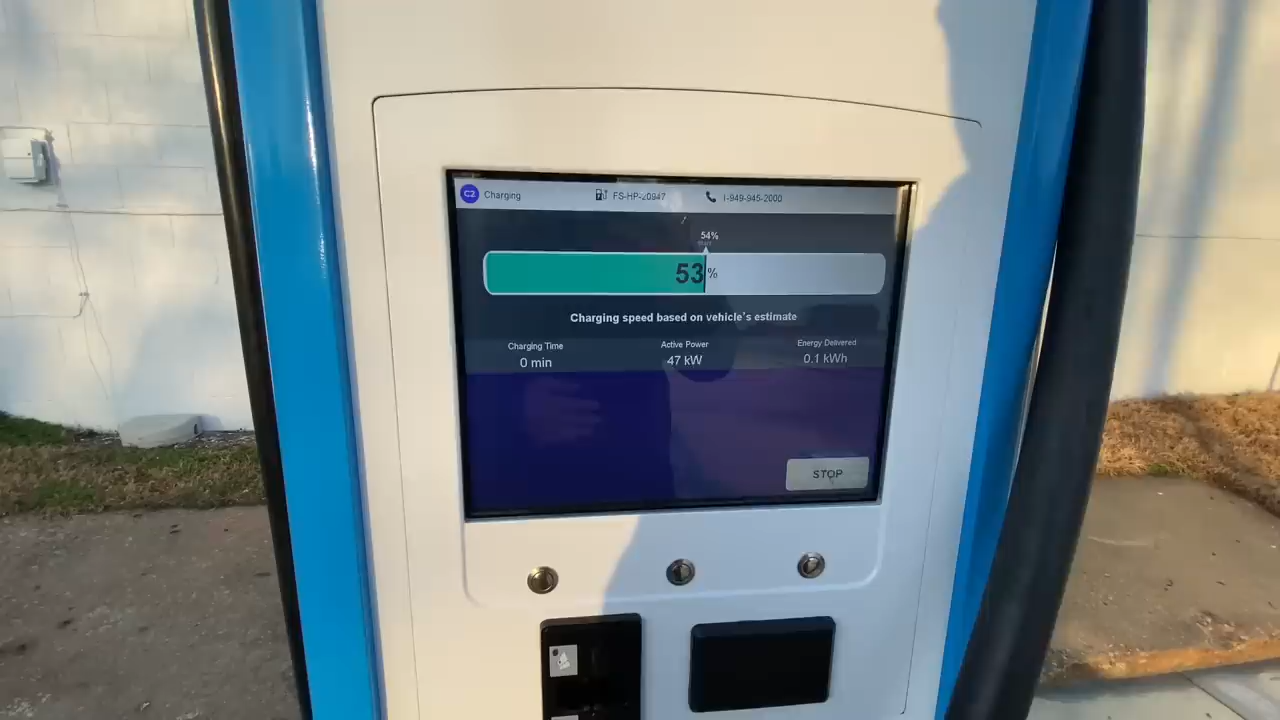 C2 Charging FS-HP-20947 1-949-945-2000
54%
53 %
Charging speed based on vehicle's estimate
Charging Time Active Power Energy Delivered
0 min 47 kW 0.1 kWh
STOP